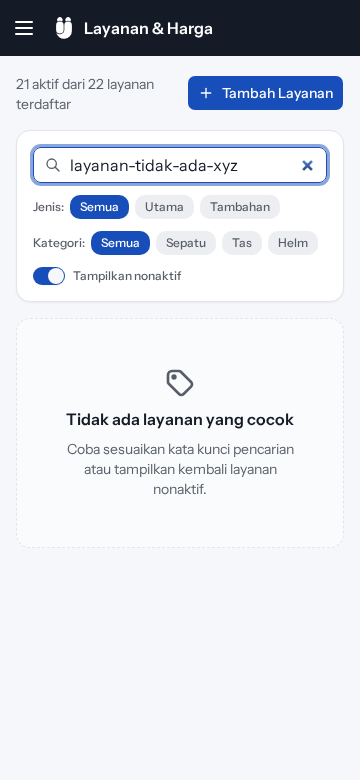 Layanan & Harga
21 aktif dari 22 layanan
terdaftar
Tambah Layanan
layanan-tidak-ada-xyz
Jenis: Semua Utama Tambahan
Kategori: Semua Sepatu Tas Helm
Tampilkan nonaktif
Tidak ada layanan yang cocok
Coba sesuaikan kata kunci pencarian
atau tampilkan kembali layanan
nonaktif.